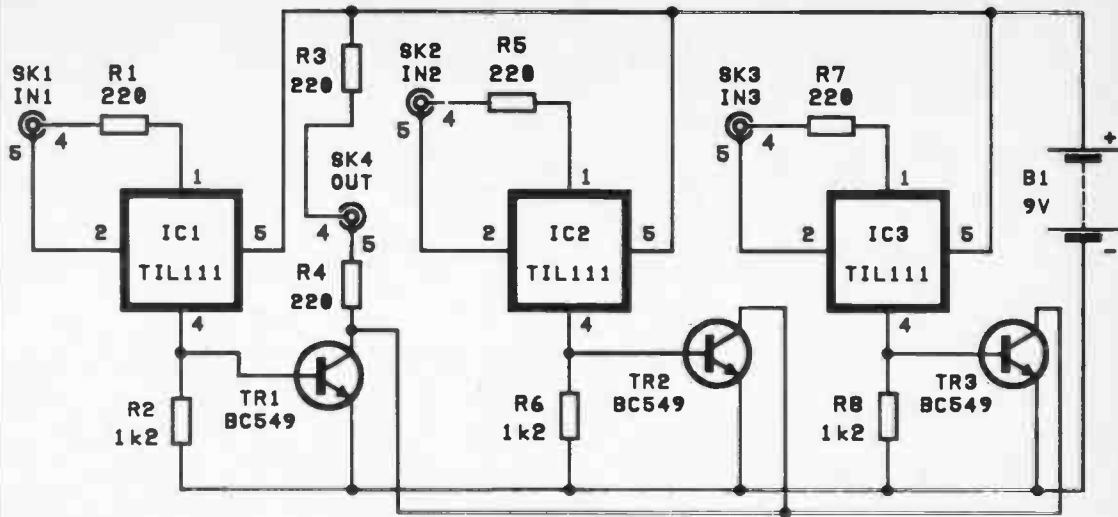 SK1
IN1
R1
220
4
5
1
2
IC1
5
TIL111
4
R2
1k2
TR1
BC549
R3
220
SK4
OUT
4
5
R4
220
SK2
IN2
R5
220
4
5
1
2
IC2
5
TIL111
4
R6
1k2
TR2
BC549
SK3
IN3
R7
220
4
5
1
2
IC3
5
TIL111
4
R8
1k2
TR3
BC549
+
B1
9V
-